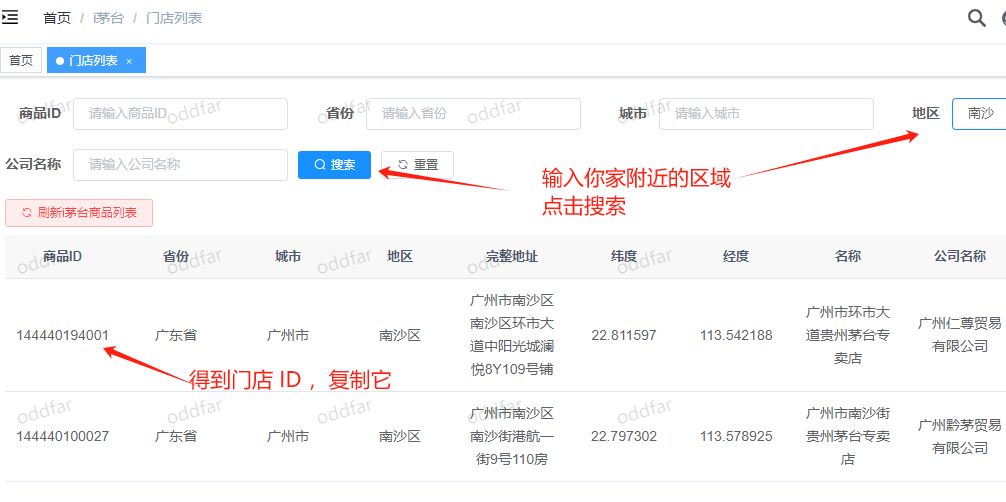 首页 / i茅台 / 门店列表
首页 门店列表 ×
商品ID 请输入商品ID 省份 请输入省份 城市 请输入城市 地区 南沙
公司名称 请输入公司名称 搜索 重置
输入你家附近的区域
点击搜索
刷新i茅台商品列表
商品ID 省份 城市 地区 完整地址 纬度 经度 名称 公司名称
oddfar oddfar oddfar oddfar oddfar
144440194001 广东省 广州市 南沙区
广州市南沙区
南沙区环市大
道中阳光城澜
悦8Y109号铺
22.811597 113.542188
广州市环市大
道贵州茅台专
卖店
广州仁尊贸易
有限公司
得到门店 ID ，复制它
oddfar oddfar oddfar oddfar oddfar
144440100027 广东省 广州市 南沙区
广州市南沙区
南沙街港航一
街9号110房
22.797302 113.578925
广州市南沙街
贵州茅台专卖
店
广州黔茅贸易
有限公司